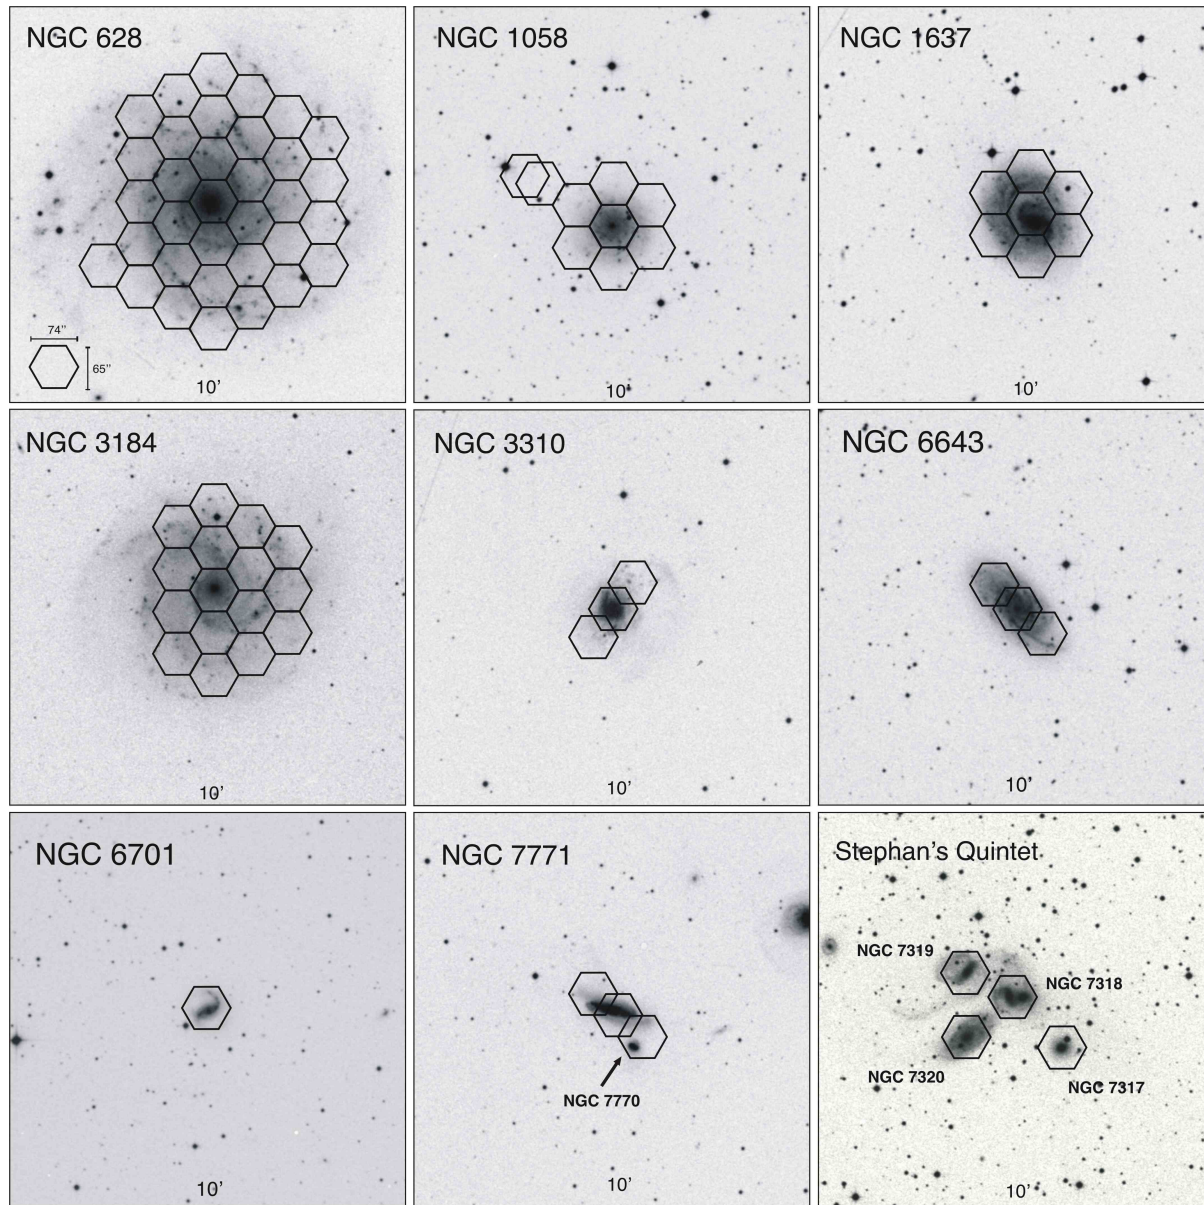 NGC 628
74"
65"
10'
NGC 1058
10'
NGC 1637
10'
NGC 3184
10'
NGC 3310
10'
NGC 6643
10'
NGC 6701
10'
NGC 7771
NGC 7770
10'
Stephan's Quintet
NGC 7319
NGC 7318
NGC 7320
NGC 7317
10'